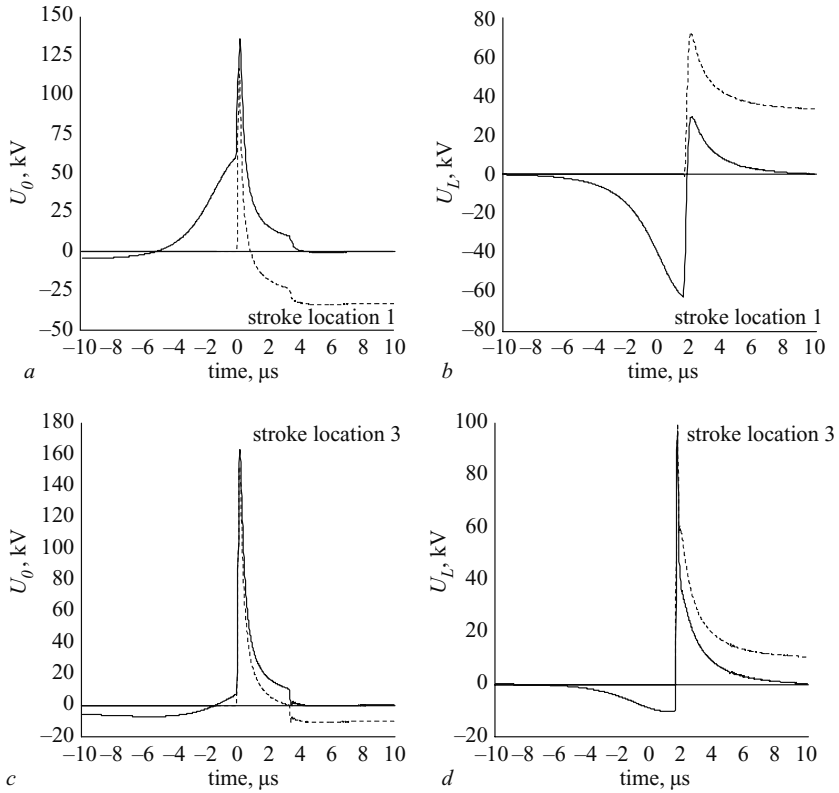 150
125
100
75
50
25
0
−25
−50
U0, kV
−10 −8 −6 −4 −2 0 2 4 6 8 10
time, μs
stroke location 1
a
80
60
40
20
0
−20
−40
−60
−80
UL, kV
−10 −8 −6 −4 −2 0 2 4 6 8 10
time, μs
stroke location 1
b
180
160
140
120
100
80
60
40
20
0
−20
U0, kV
−10 −8 −6 −4 −2 0 2 4 6 8 10
time, μs
stroke location 3
c
100
80
60
40
20
0
−20
UL, kV
−10 −8 −6 −4 −2 0 2 4 6 8 10
time, μs
stroke location 3
d